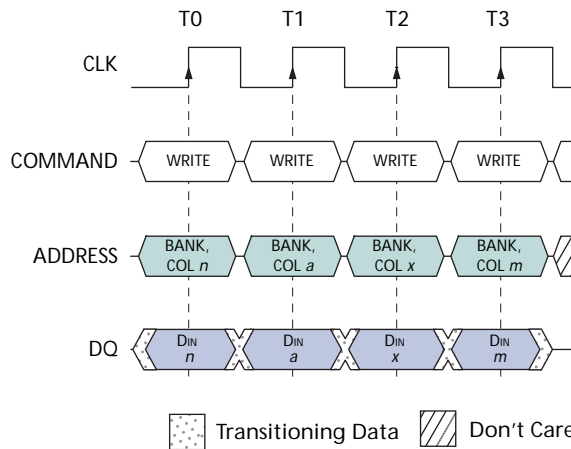 T0 T1 T2 T3
CLK
COMMAND WRITE WRITE WRITE WRITE
ADDRESS BANK, COL n BANK, COL a BANK, COL x BANK, COL m
DQ DIN n DIN a DIN x DIN m
Transitioning Data Don't Care